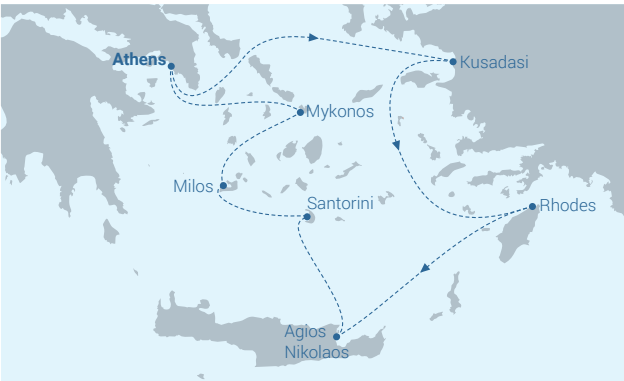 Athens
Kusadasi
Mykonos
Milos
Santorini
Rhodes
Agios
Nikolaos